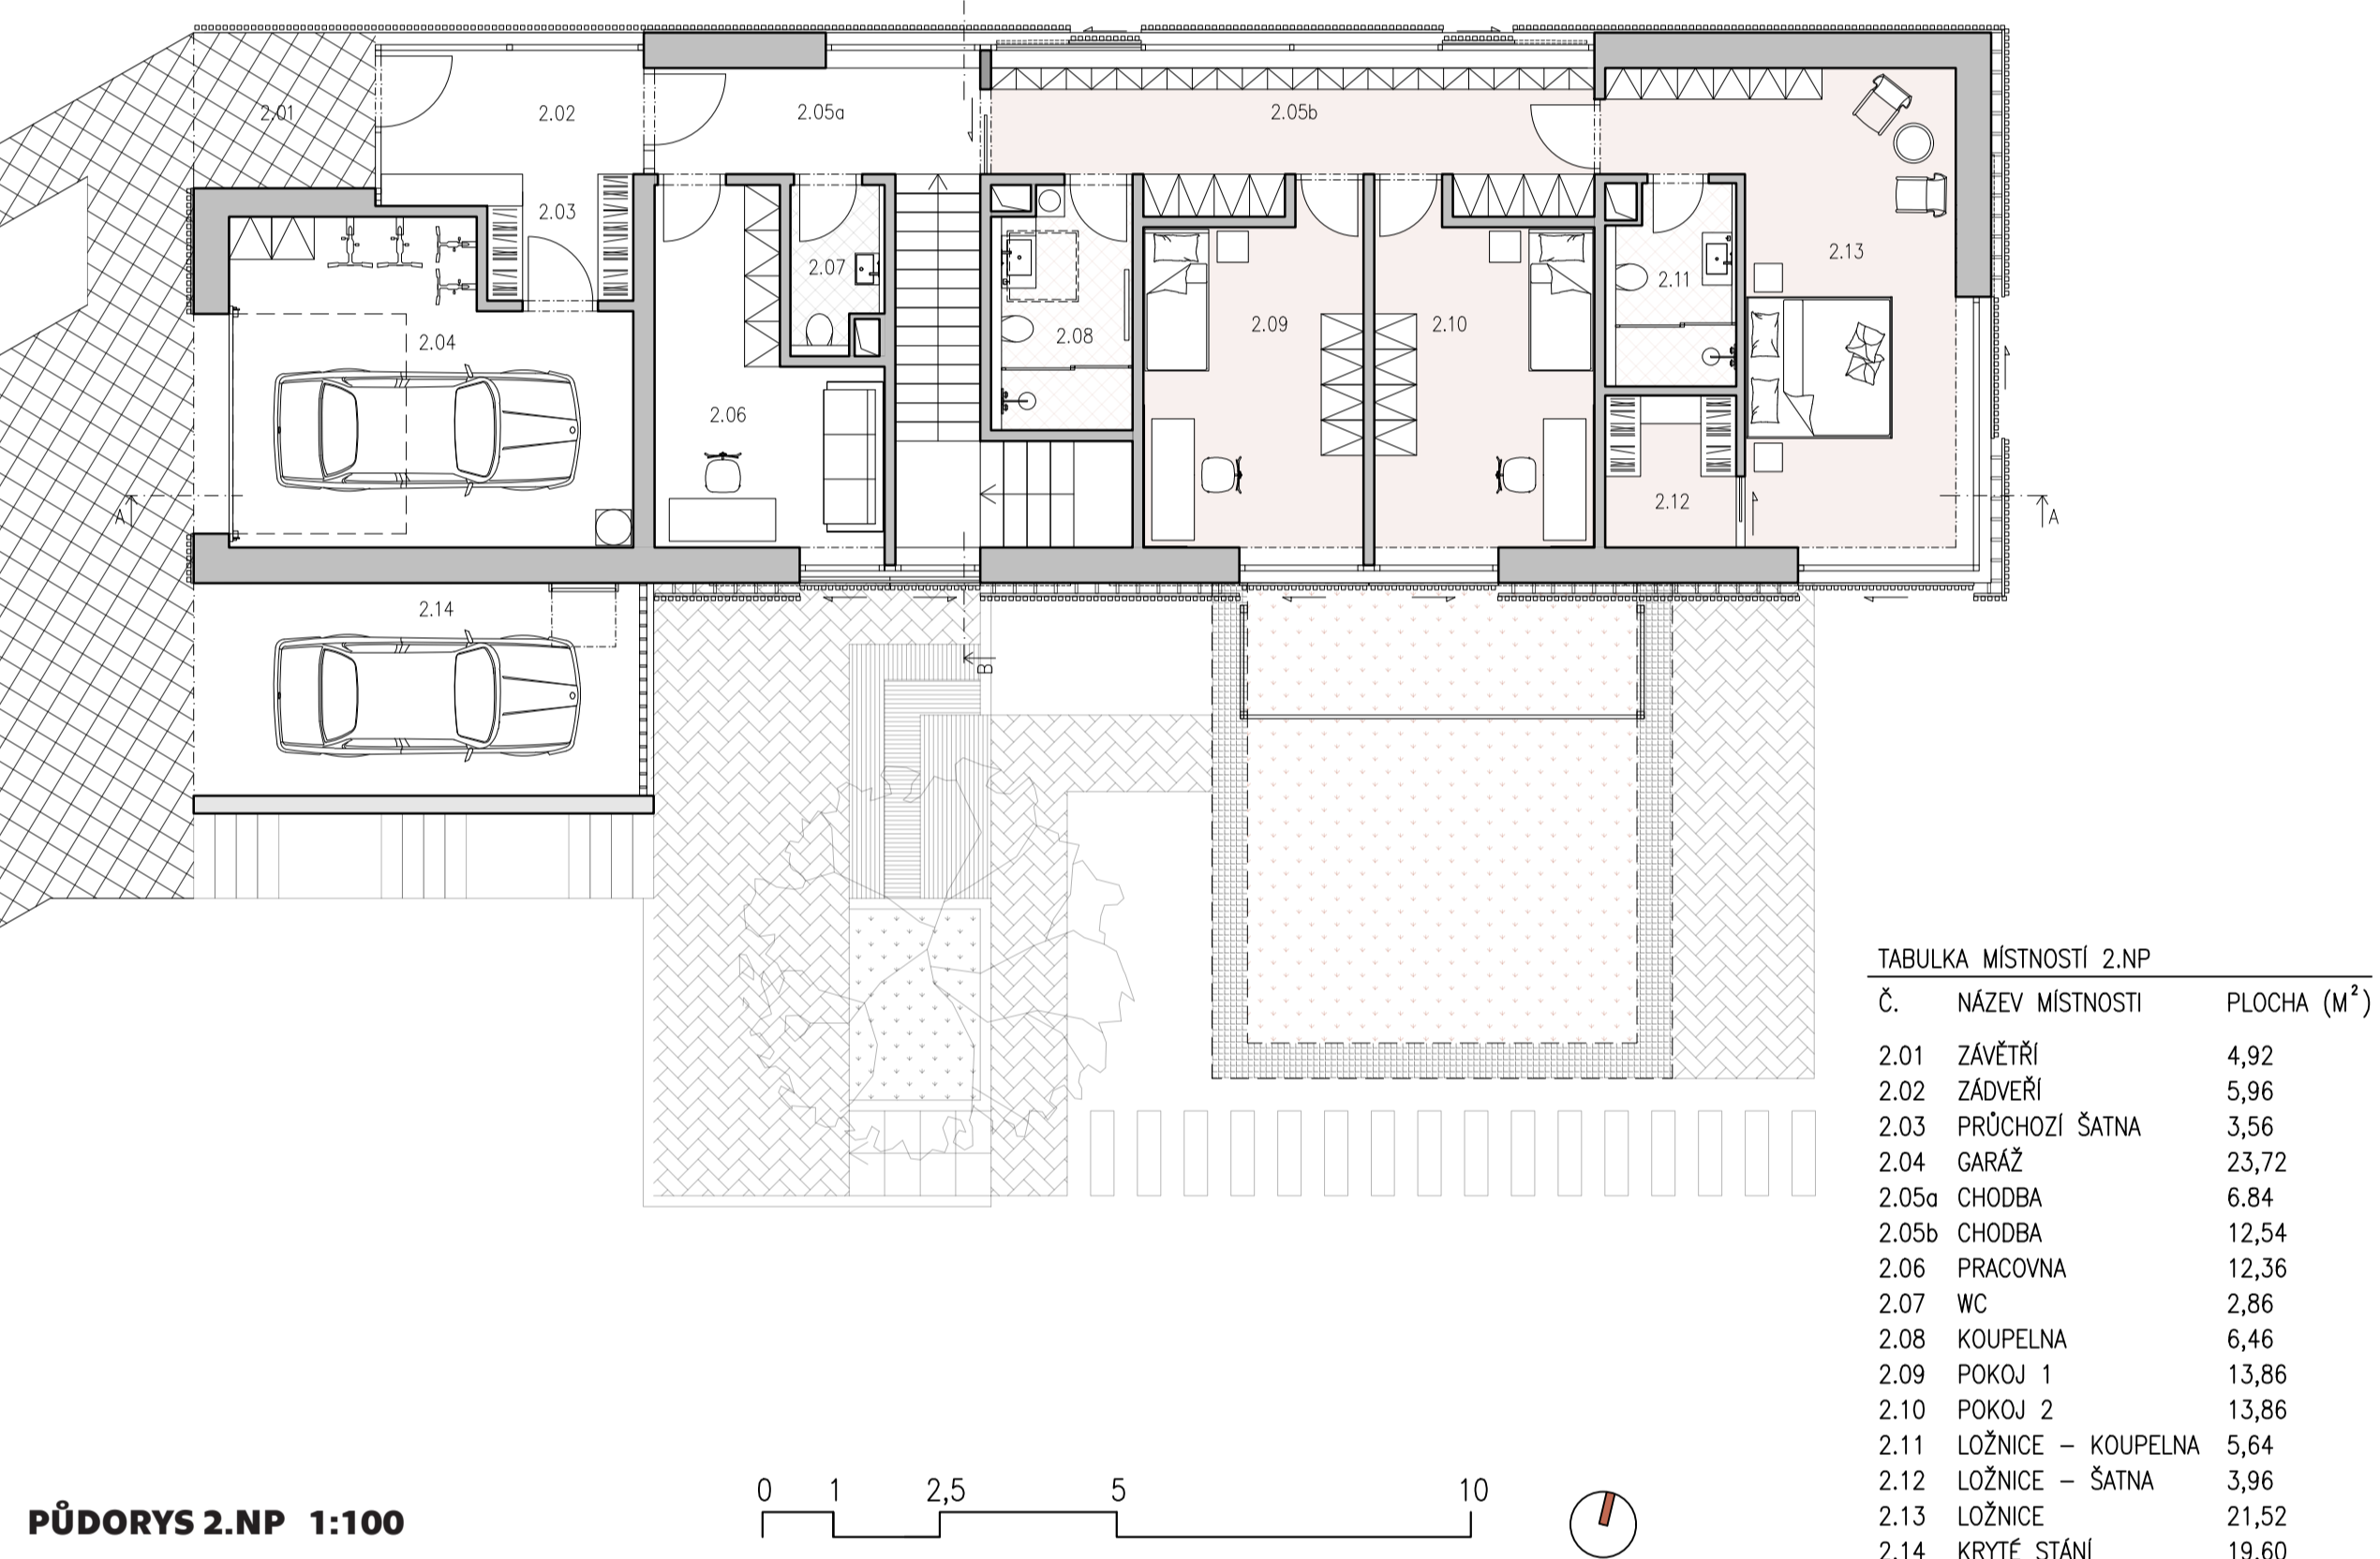 2.01
2.02
2.05a
2.05b
2.03
2.13
2.07
2.11
2.09
2.10
2.08
2.04
2.06
2.12
A
A
2.14
B
TABULKA MÍSTNOSTÍ 2.NP
Č. NÁZEV MÍSTNOSTI PLOCHA (M²)
2.01 ZÁVĚTŘÍ 4,92
2.02 ZÁDVEŘÍ 5,96
2.03 PRŮCHOZÍ ŠATNA 3,56
2.04 GARÁŽ 23,72
2.05a CHODBA 6.84
2.05b CHODBA 12,54
2.06 PRACOVNA 12,36
2.07 WC 2,86
2.08 KOUPELNA 6,46
2.09 POKOJ 1 13,86
2.10 POKOJ 2 13,86
2.11 LOŽNICE – KOUPELNA 5,64
2.12 LOŽNICE – ŠATNA 3,96
2.13 LOŽNICE 21,52
2.14 KRYTÉ STÁNÍ 19,60
0 1 2,5 5 10
PŮDORYS 2.NP 1:100